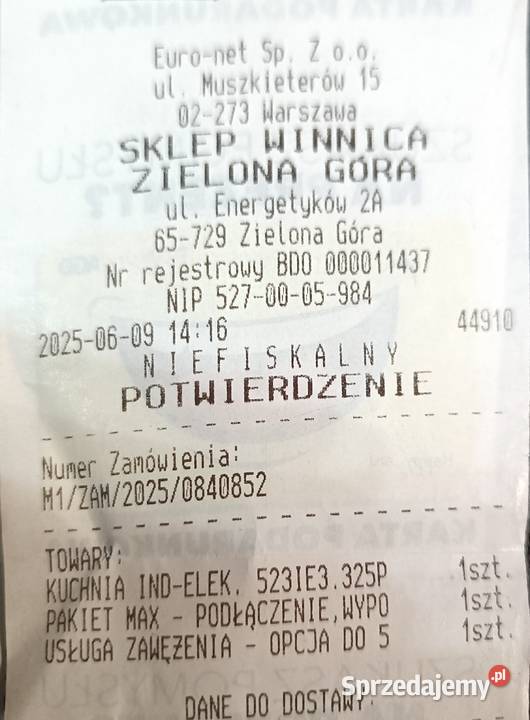 Euro-net Sp. Z o.o.
ul. Muszkieterów 15
02-273 Warszawa
SKLEP WINNICA
ZIELONA GÓRA
ul. Energetyków 2A
65-729 Zielona Góra
Nr rejestrowy BDO 000011437
NIP 527-00-05-984
2025-06-09 14:16 44910
N I E F I S K A L N Y
POTWIERDZENIE
Numer Zamówienia:
M1/ZAM/2025/0840852
TOWARY:
KUCHNIA IND-ELEK. 523IE3.325P 1szt.
PAKIET MAX - PODŁĄCZENIE,WYPO 1szt.
USŁUGA ZAWĘŻENIA - OPCJA DO 5 1szt.
DANE DO DOSTAWY:
Sprzedajemy.pl